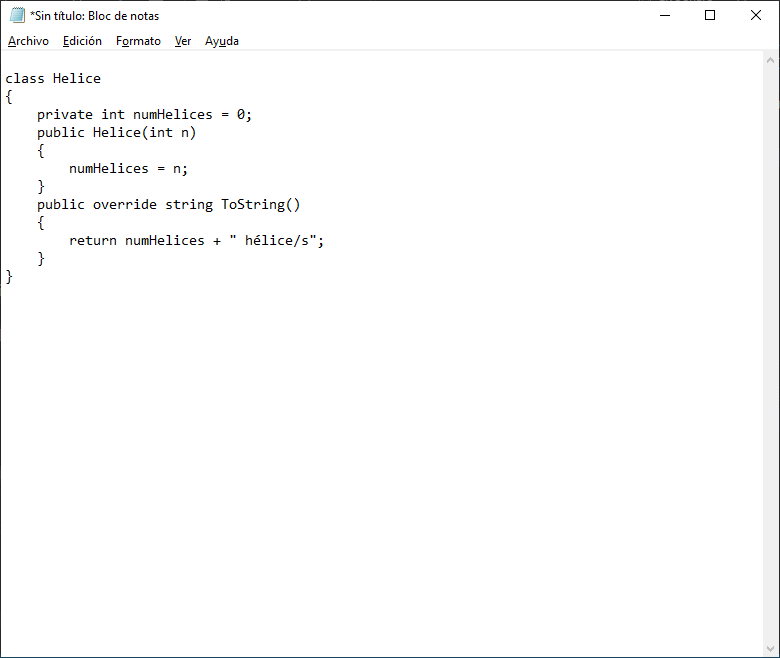 *Sin título: Bloc de notas
Archivo Edición Formato Ver Ayuda
class Helice
{
    private int numHelices = 0;
    public Helice(int n)
    {
        numHelices = n;
    }
    public override string ToString()
    {
        return numHelices + " hélice/s";
    }
}